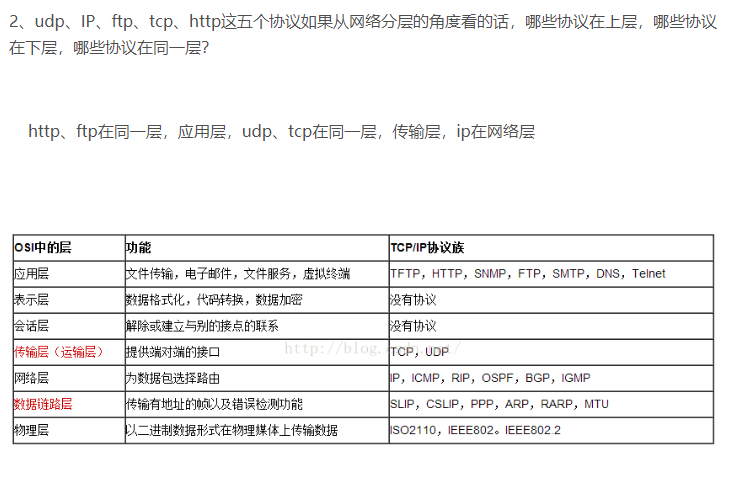 2、udp、IP、ftp、tcp、http这五个协议如果从网络分层的角度看的话，哪些协议在上层，哪些协议
在下层，哪些协议在同一层?
http、ftp在同一层，应用层，udp、tcp在同一层，传输层，ip在网络层
OSI中的层 功能 TCP/IP协议族
应用层 文件传输，电子邮件，文件服务，虚拟终端 TFTP，HTTP，SNMP，FTP，SMTP，DNS，Telnet
表示层 数据格式化，代码转换，数据加密 没有协议
会话层 解除或建立与别的接点的联系 没有协议
传输层（运输层） 提供端对端的接口 TCP，UDP
网络层 为数据包选择路由 IP，ICMP，RIP，OSPF，BGP，IGMP
数据链路层 传输有地址的帧以及错误检测功能 SLIP，CSLIP，PPP，ARP，RARP，MTU
物理层 以二进制数据形式在物理媒体上传输数据 ISO2110，IEEE802。IEEE802.2